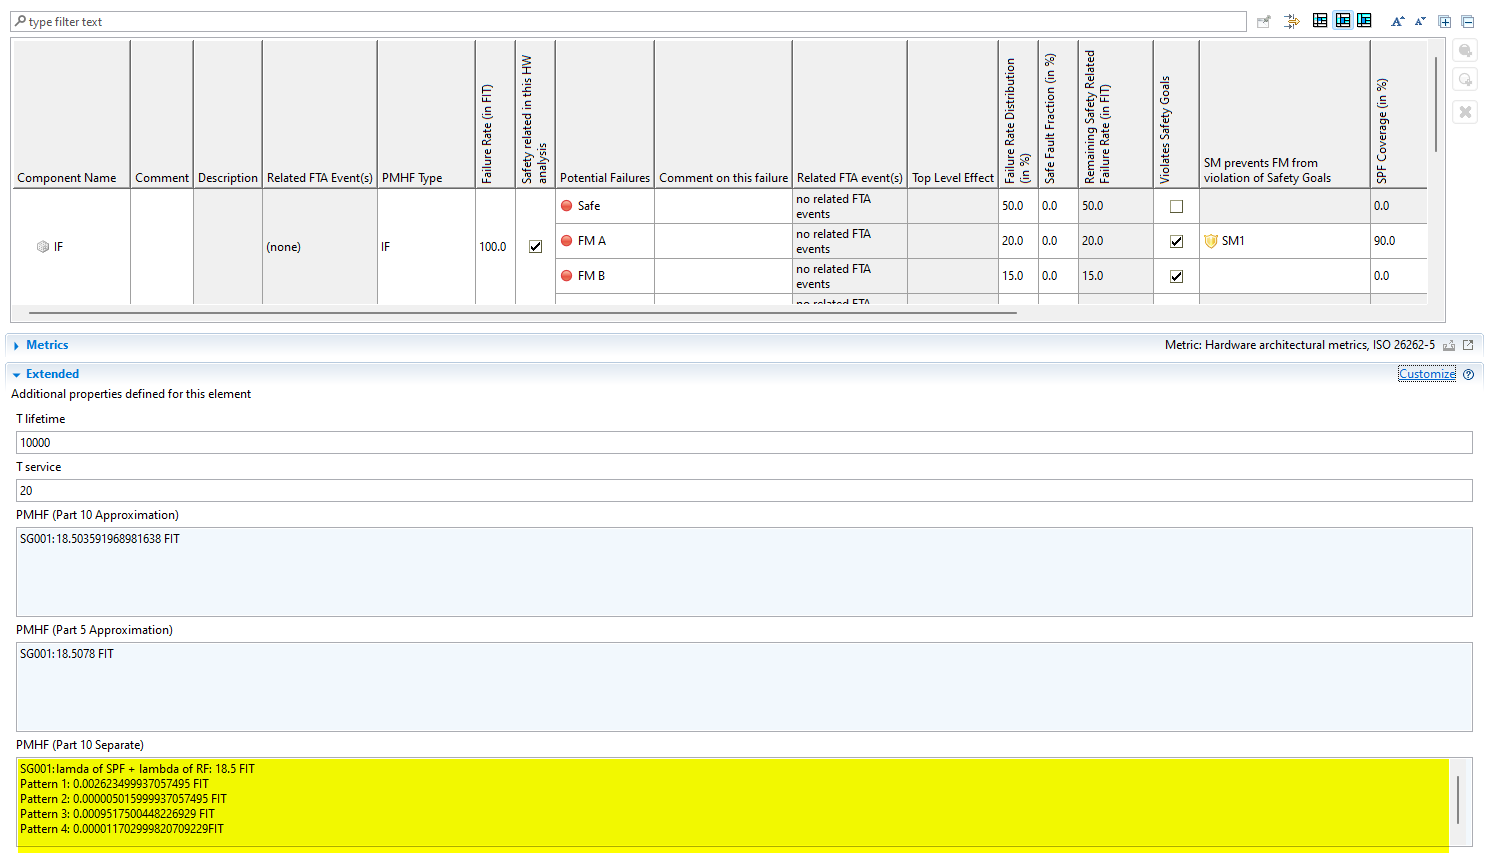 type filter text
Component Name
Comment
Description
Related FTA Event(s)
PMHF Type
Failure Rate (in FIT)
Safety related in this HW
analysis
Potential Failures
Comment on this failure
Related FTA event(s)
Top Level Effect
Failure Rate Distribution
(in %)
Safe Fault Fraction (in %)
Remaining Safety Related
Failure Rate (in FIT)
Violates Safety Goals
SM prevents FM from
violation of Safety Goals
SPF Coverage (in %)
IF
(none)
IF
100.0
Safe
no related FTA
events
50.0
0.0
50.0
0.0
FM A
no related FTA
events
20.0
0.0
20.0
SM1
90.0
FM B
no related FTA
events
15.0
0.0
15.0
0.0
no related FTA
Metrics
Metric: Hardware architectural metrics, ISO 26262-5
Extended
Customize
Additional properties defined for this element
T lifetime
10000
T service
20
PMHF (Part 10 Approximation)
SG001:18.503591968981638 FIT
PMHF (Part 5 Approximation)
SG001:18.5078 FIT
PMHF (Part 10 Separate)
SG001:lamda of SPF + lambda of RF: 18.5 FIT
Pattern 1: 0.002623499937057495 FIT
Pattern 2: 0.000005015999937057495 FIT
Pattern 3: 0.0009517500448226929 FIT
Pattern 4: 0.000011702999820709229FIT